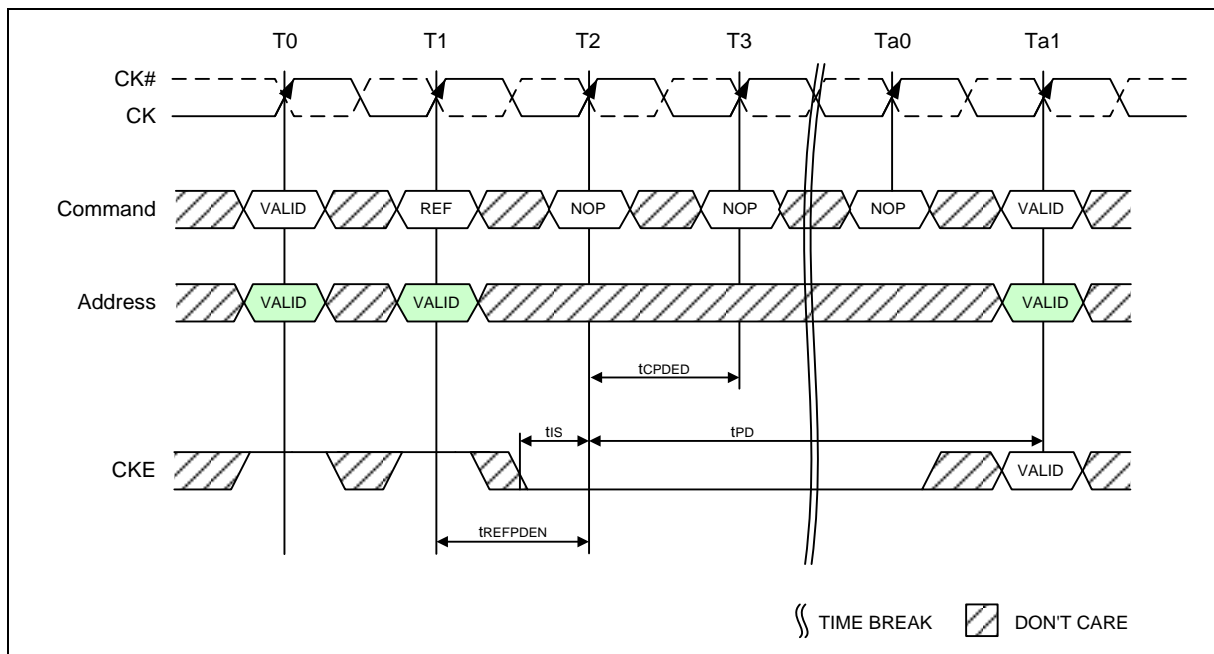 T0 T1 T2 T3 Ta0 Ta1
CK#
CK
Command VALID REF NOP NOP NOP VALID
Address VALID VALID VALID
tCPDED
tIS tPD
CKE VALID
tREFPDEN
TIME BREAK DON'T CARE